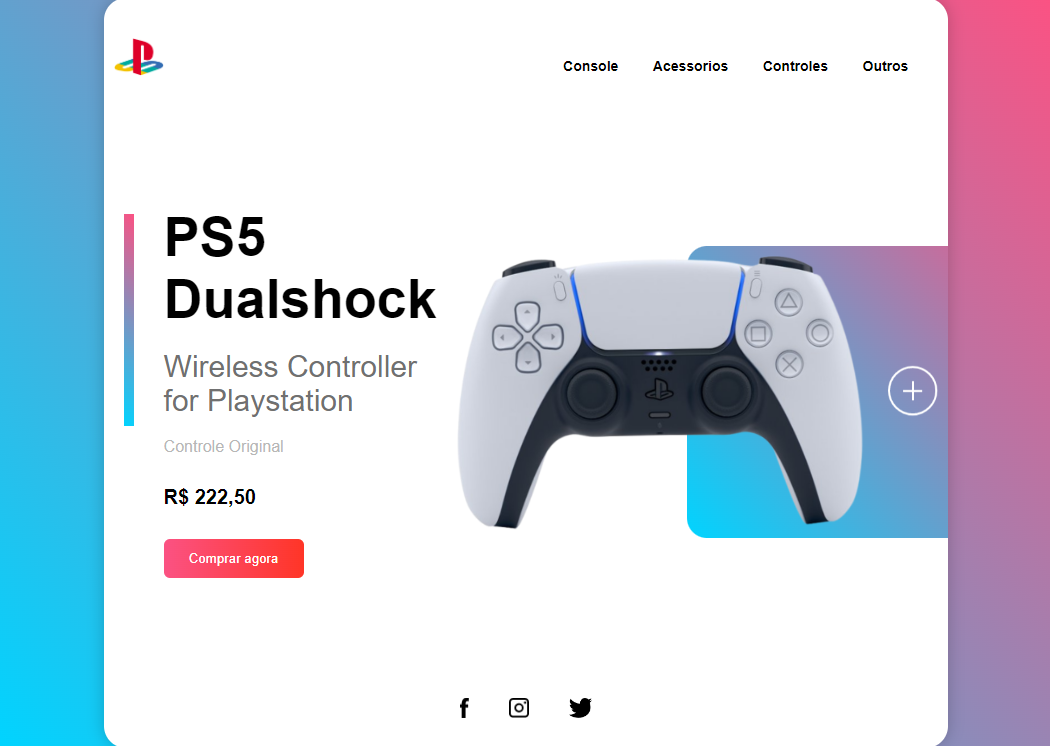 Console Acessorios Controles Outros
PS5
Dualshock
Wireless Controller
for Playstation
Controle Original
R$ 222,50
Comprar agora